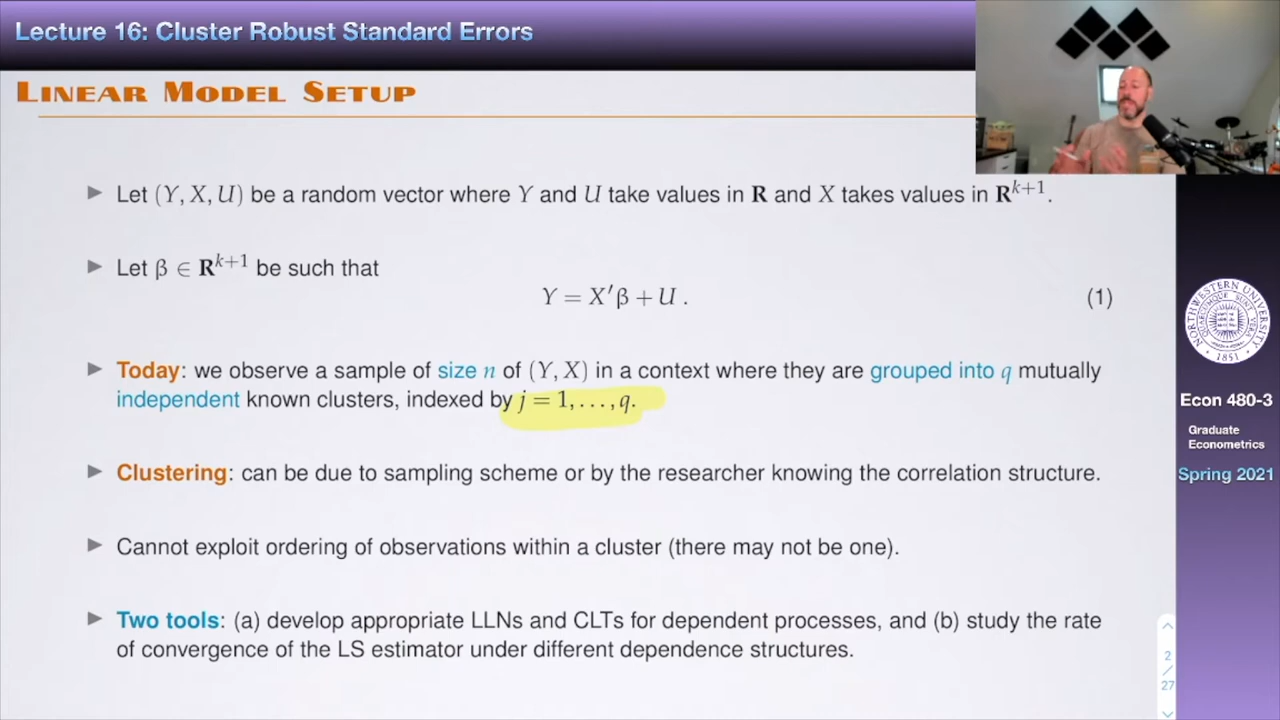 Lecture 16: Cluster Robust Standard Errors
Linear Model Setup
▶ Let (Y, X, U) be a random vector where Y and U take values in R and X takes values in R^{k+1}.
▶ Let β ∈ R^{k+1} be such that
Y = X′β + U . (1)
▶ Today: we observe a sample of size n of (Y, X) in a context where they are grouped into q mutually
independent known clusters, indexed by j = 1, . . . , q.
▶ Clustering: can be due to sampling scheme or by the researcher knowing the correlation structure.
▶ Cannot exploit ordering of observations within a cluster (there may not be one).
▶ Two tools: (a) develop appropriate LLNs and CLTs for dependent processes, and (b) study the rate
of convergence of the LS estimator under different dependence structures.
NORTHWESTERN UNIVERSITY
1851
Econ 480-3
Graduate
Econometrics
Spring 2021
2
/
27